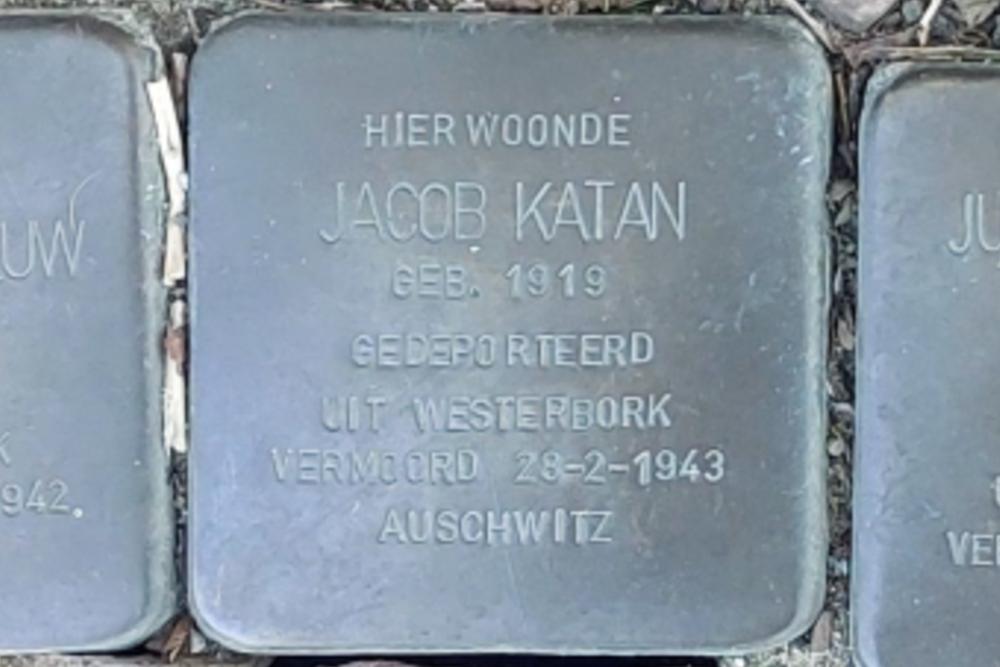 HIER WOONDE
JACOB KATAN
GEB. 1919
GEDEPORTEERD
UIT WESTERBORK
VERMOORD 28-2-1943
AUSCHWITZ